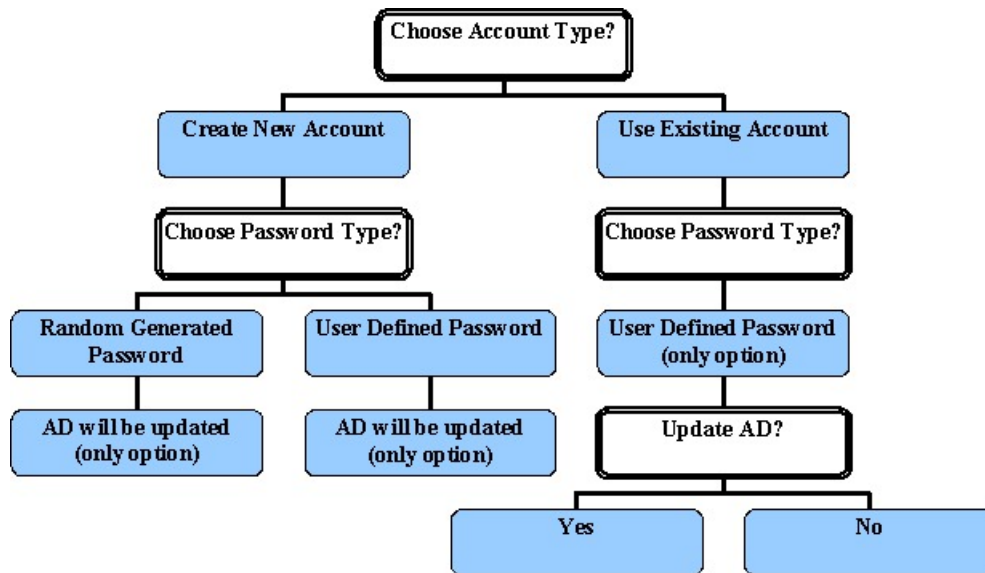 Choose Account Type?
Create New Account
Use Existing Account
Choose Password Type?
Choose Password Type?
Random Generated
Password
User Defined Password
User Defined Password
(only option)
AD will be updated
(only option)
AD will be updated
(only option)
Update AD?
Yes
No